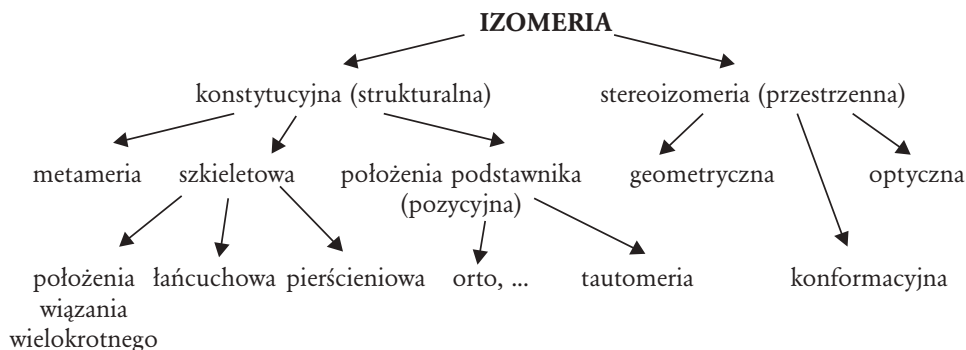 IZOMERIA
konstytucyjna (strukturalna)
stereoizomeria (przestrzenna)
metameria
szkieletowa
położenia podstawnika
(pozycyjna)
geometryczna
optyczna
położenia
wiązania
wielokrotnego
łańcuchowa
pierścieniowa
orto, ...
tautomeria
konformacyjna